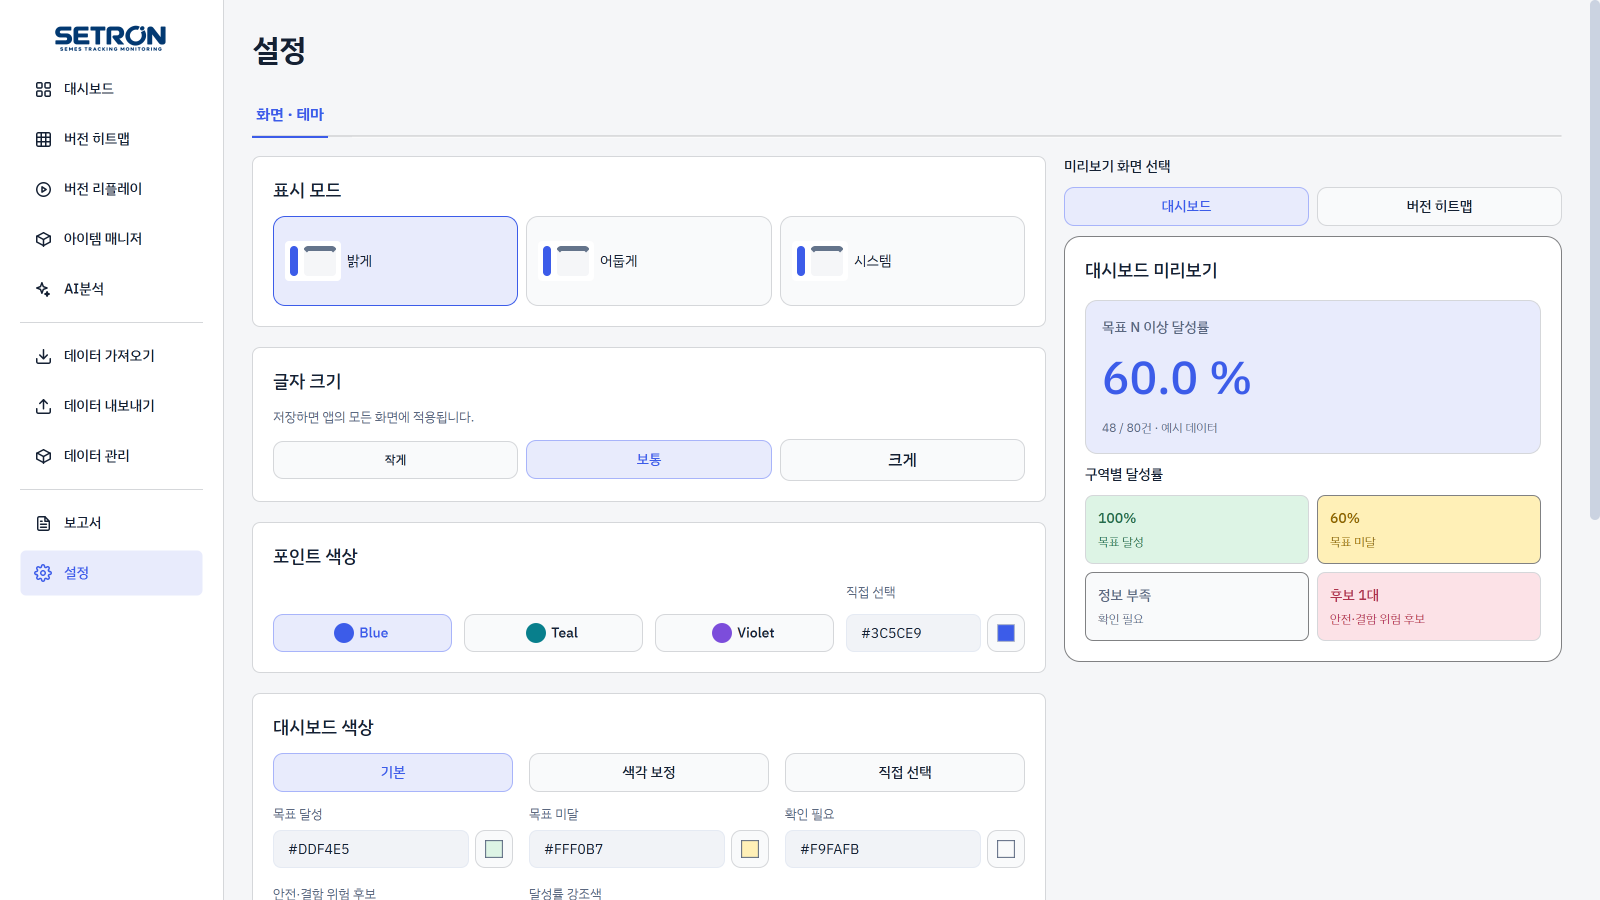 SETRON
SEMES TRACKING MONITORING
대시보드
버전 히트맵
버전 리플레이
아이템 매니저
AI분석
데이터 가져오기
데이터 내보내기
데이터 관리
보고서
설정
설정
화면 · 테마
표시 모드
밝게
어둡게
시스템
글자 크기
저장하면 앱의 모든 화면에 적용됩니다.
작게
보통
크게
포인트 색상
직접 선택
Blue
Teal
Violet
#3C5CE9
대시보드 색상
기본
색각 보정
직접 선택
목표 달성
목표 미달
확인 필요
#DDF4E5
#FFF0B7
#F9FAFB
안전·결함 위험 후보
달성률 강조색
미리보기 화면 선택
대시보드
버전 히트맵
대시보드 미리보기
목표 N 이상 달성률
60.0 %
48 / 80건 · 예시 데이터
구역별 달성률
100%
목표 달성
60%
목표 미달
정보 부족
확인 필요
후보 1대
안전·결함 위험 후보